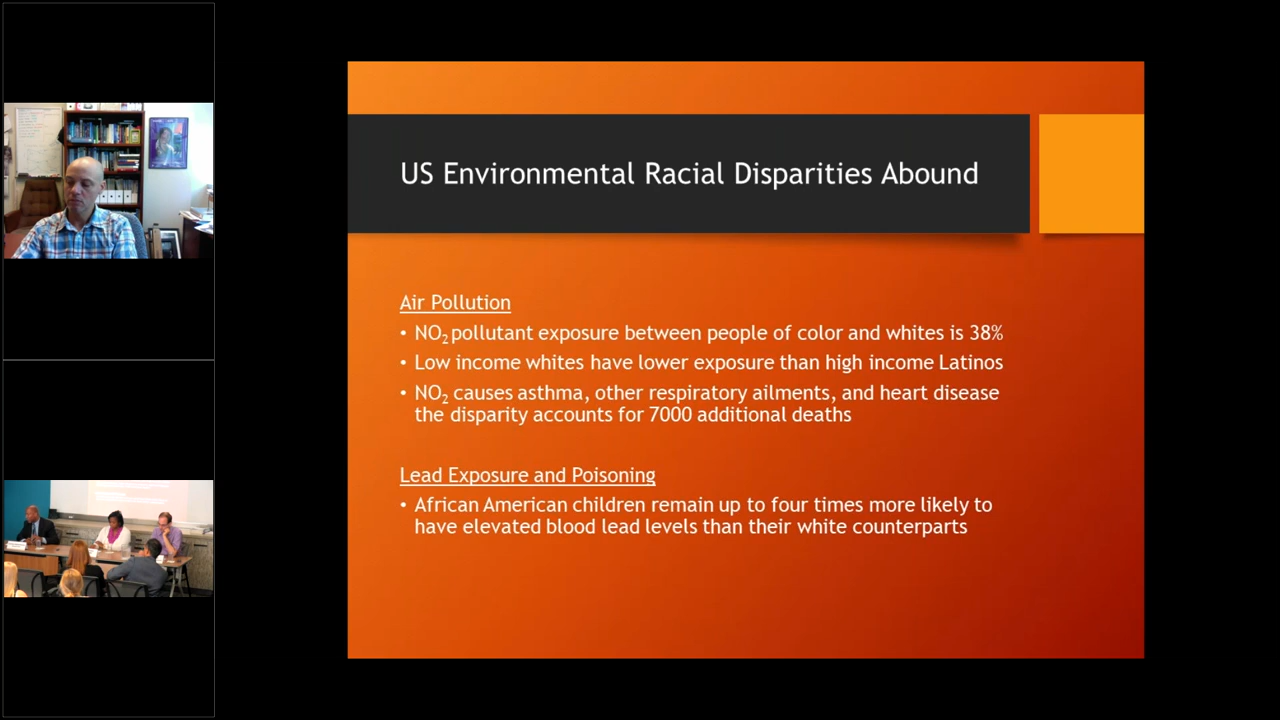 US Environmental Racial Disparities Abound
Air Pollution
• NO₂ pollutant exposure between people of color and whites is 38%
• Low income whites have lower exposure than high income Latinos
• NO₂ causes asthma, other respiratory ailments, and heart disease
the disparity accounts for 7000 additional deaths
Lead Exposure and Poisoning
• African American children remain up to four times more likely to
have elevated blood lead levels than their white counterparts